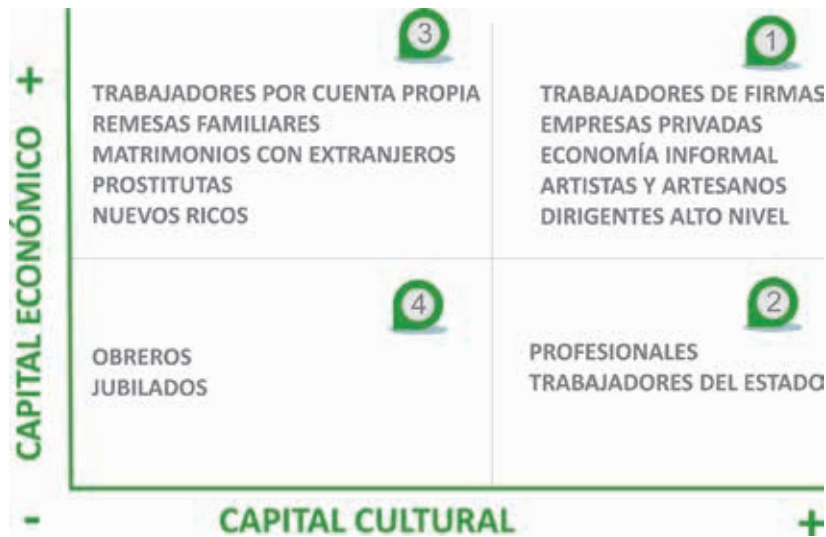 3
TRABAJADORES POR CUENTA PROPIA
REMESAS FAMILIARES
MATRIMONIOS CON EXTRANJEROS
PROSTITUTAS
NUEVOS RICOS
1
TRABAJADORES DE FIRMAS
EMPRESAS PRIVADAS
ECONOMÍA INFORMAL
ARTISTAS Y ARTESANOS
DIRIGENTES ALTO NIVEL
4
OBREROS
JUBILADOS
2
PROFESIONALES
TRABAJADORES DEL ESTADO
CAPITAL ECONÓMICO +
- CAPITAL CULTURAL +